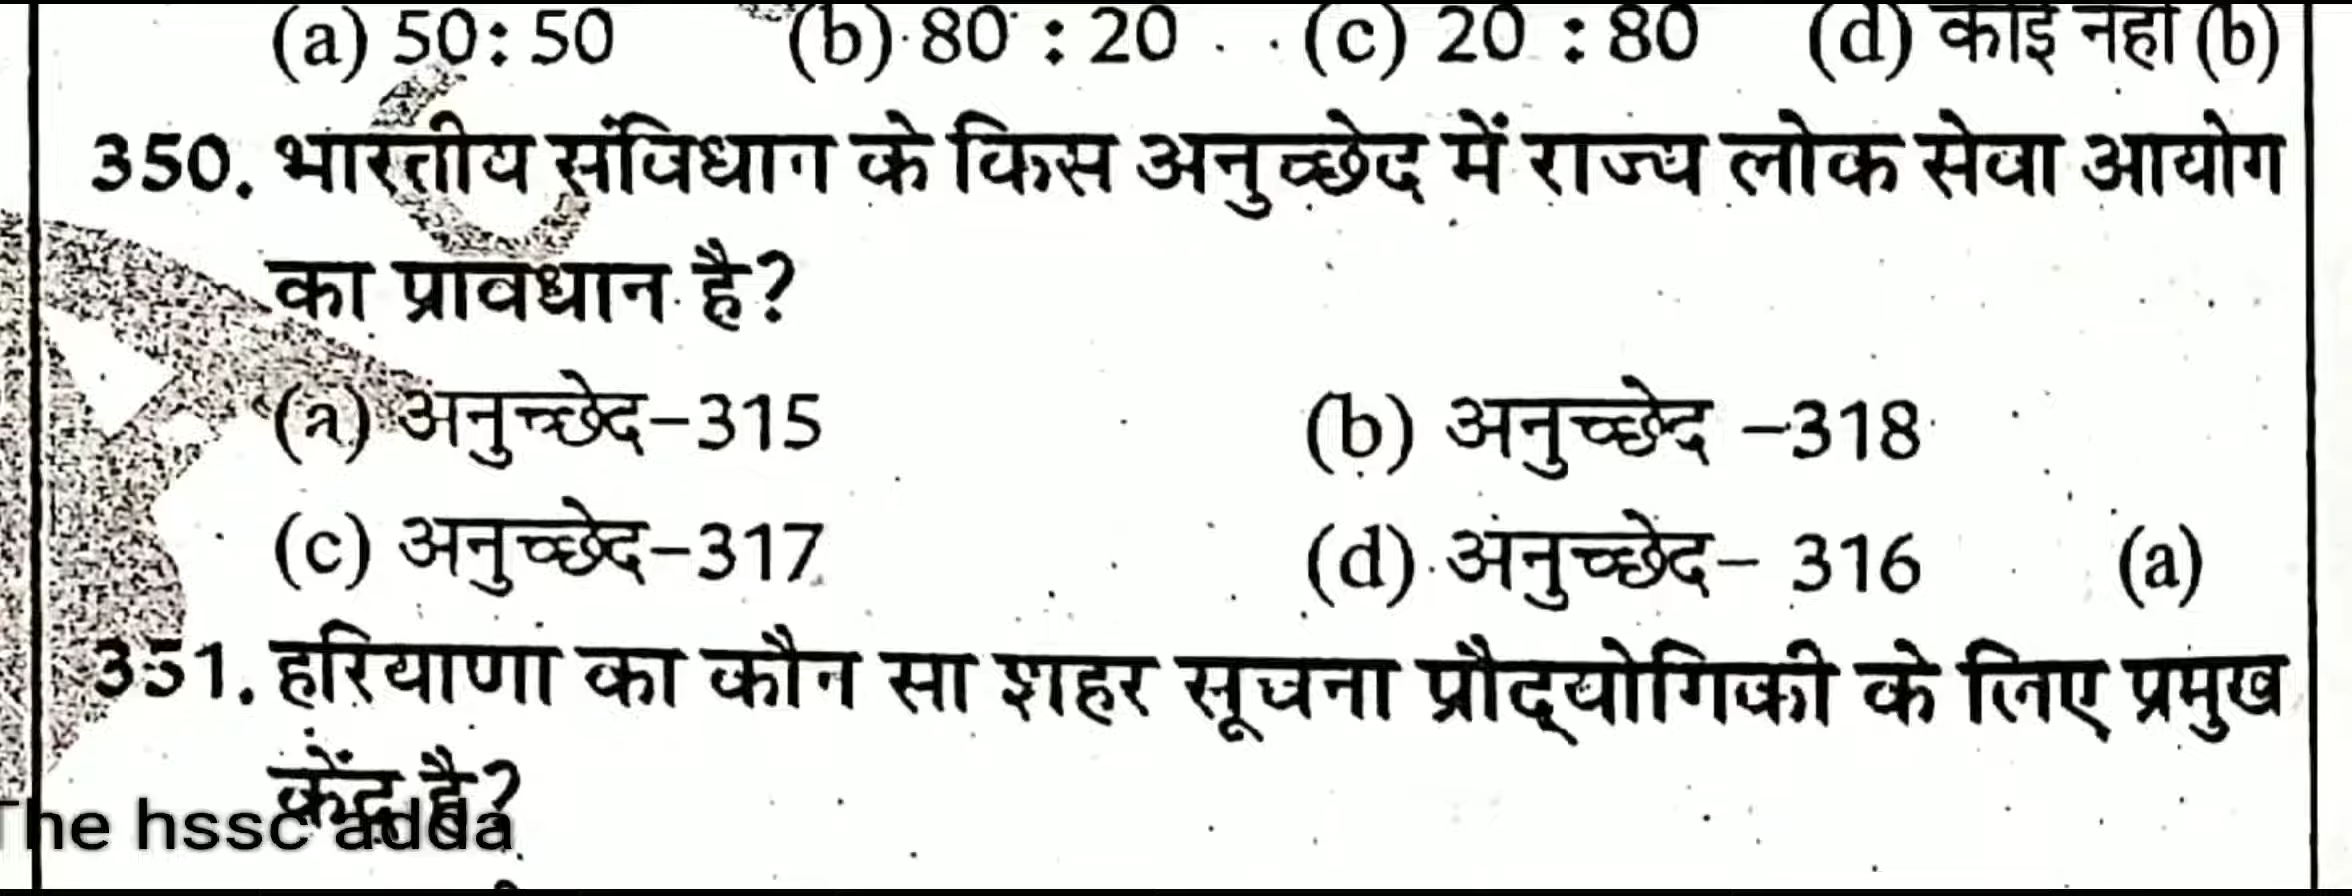 (a) 50:50 (b) 80 : 20 (c) 20 : 80 (d) कोई नहीं (b)
350. भारतीय संविधान के किस अनुच्छेद में राज्य लोक सेवा आयोग
का प्रावधान है?
(a) अनुच्छेद-315 (b) अनुच्छेद -318
(c) अनुच्छेद-317 (d) अनुच्छेद- 316 (a)
351. हरियाणा का कौन सा शहर सूचना प्रौद्योगिकी के लिए प्रमुख
केंद्र है?
The hssc adda